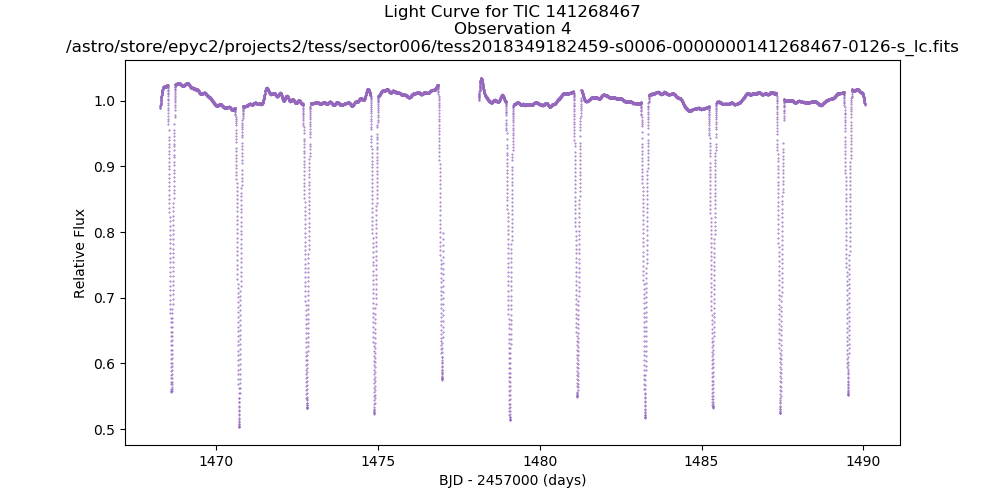 Light Curve for TIC 141268467
Observation 4
/astro/store/epyc2/projects2/tess/sector006/tess2018349182459-s0006-0000000141268467-0126-s_lc.fits
Relative Flux
1.0
0.9
0.8
0.7
0.6
0.5
1470 1475 1480 1485 1490
BJD - 2457000 (days)